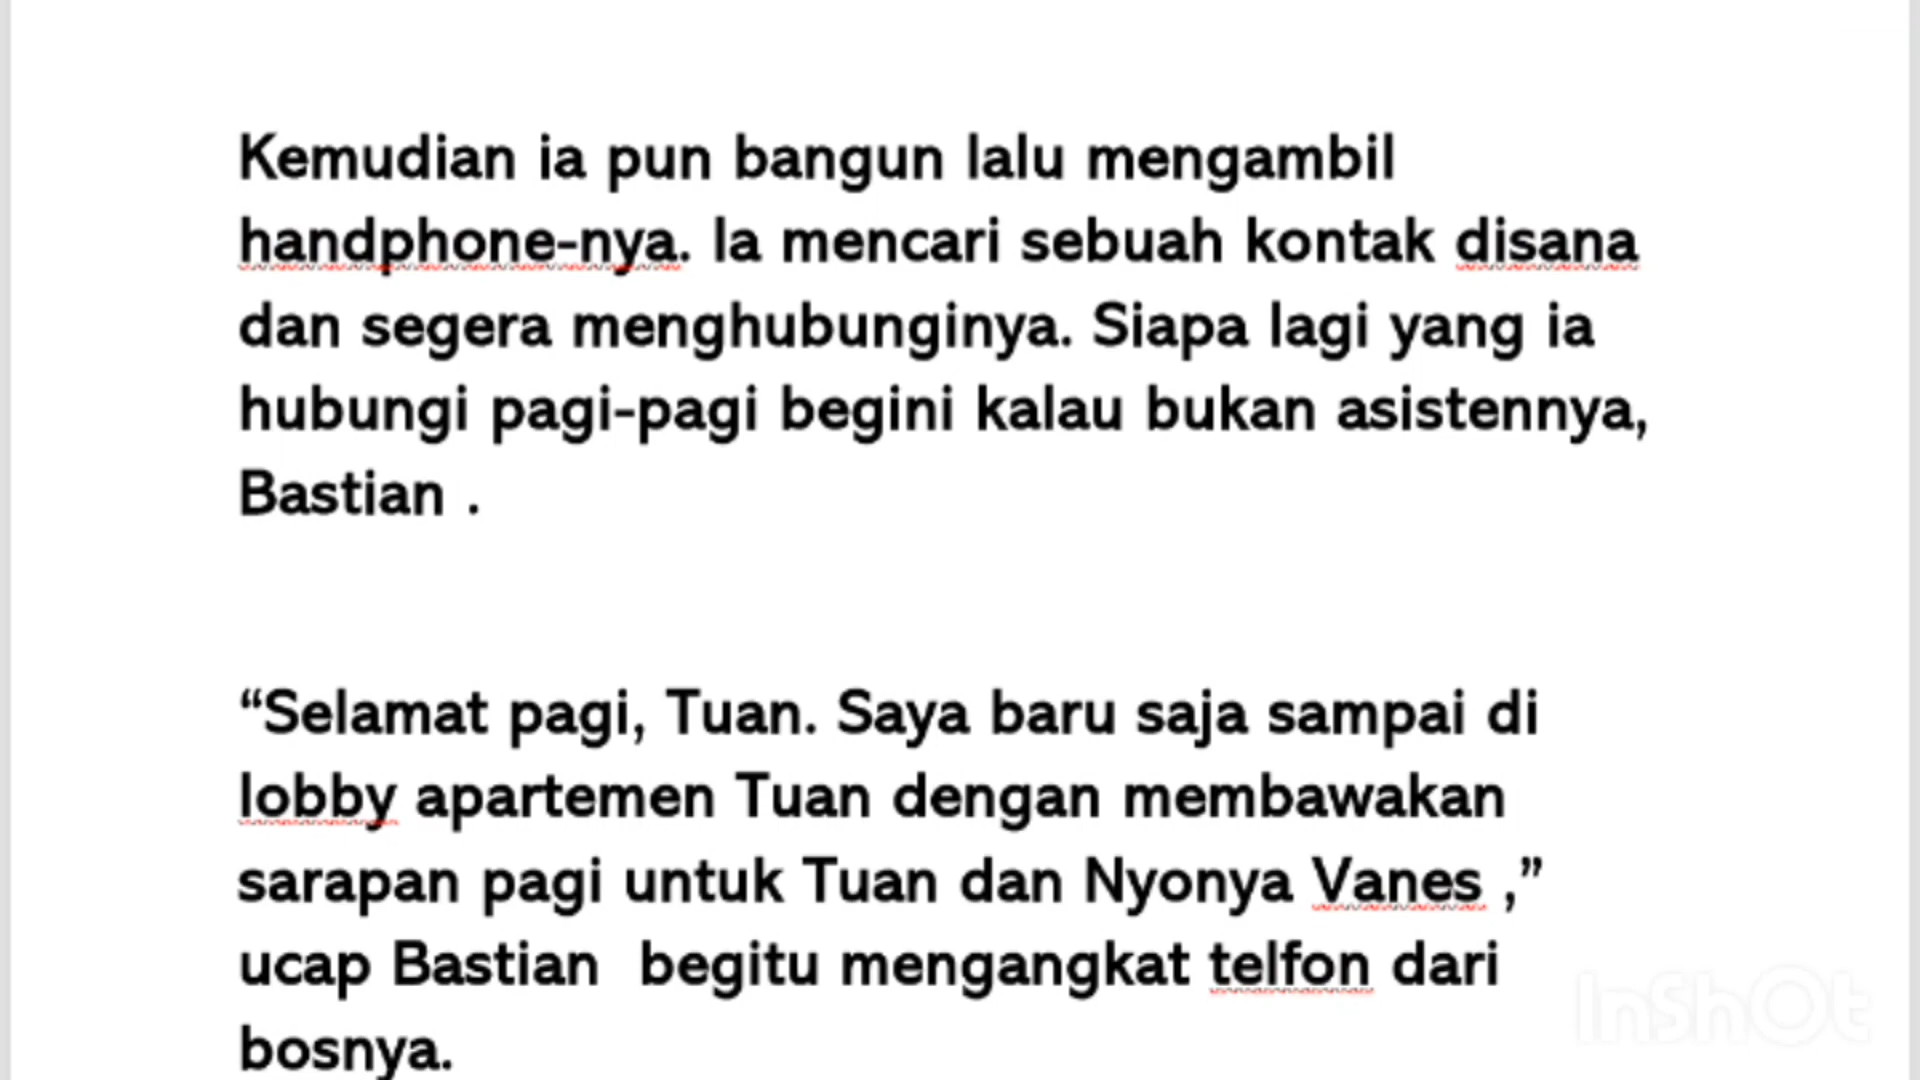 Kemudian ia pun bangun lalu mengambil
handphone-nya. Ia mencari sebuah kontak disana
dan segera menghubunginya. Siapa lagi yang ia
hubungi pagi-pagi begini kalau bukan asistennya,
Bastian .
“Selamat pagi, Tuan. Saya baru saja sampai di
lobby apartemen Tuan dengan membawakan
sarapan pagi untuk Tuan dan Nyonya Vanes ,”
ucap Bastian  begitu mengangkat telfon dari
bosnya.
InShOt